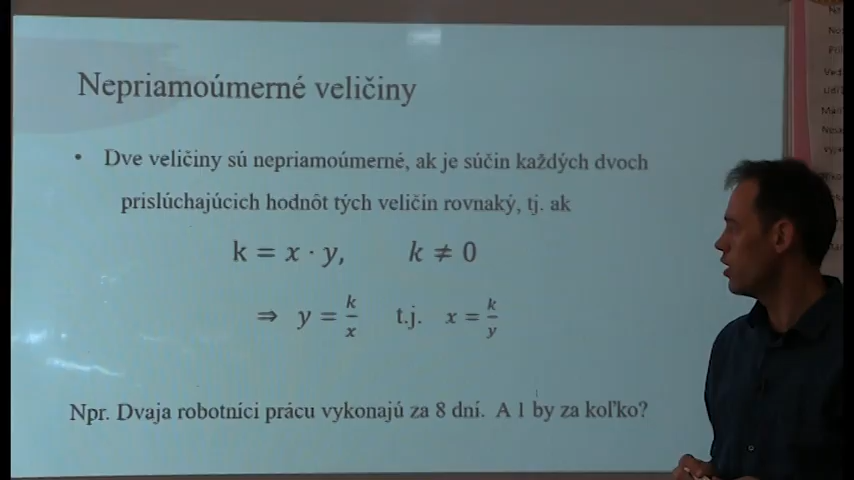 Nepriamoúmerné veličiny
• Dve veličiny sú nepriamoúmerné, ak je súčin každých dvoch
prislúchajúcich hodnôt tých veličín rovnaký, tj. ak
k = x · y, k ≠ 0
⇒ y = k/x t.j. x = k/y
Npr. Dvaja robotníci prácu vykonajú za 8 dní. A 1 by za koľko?